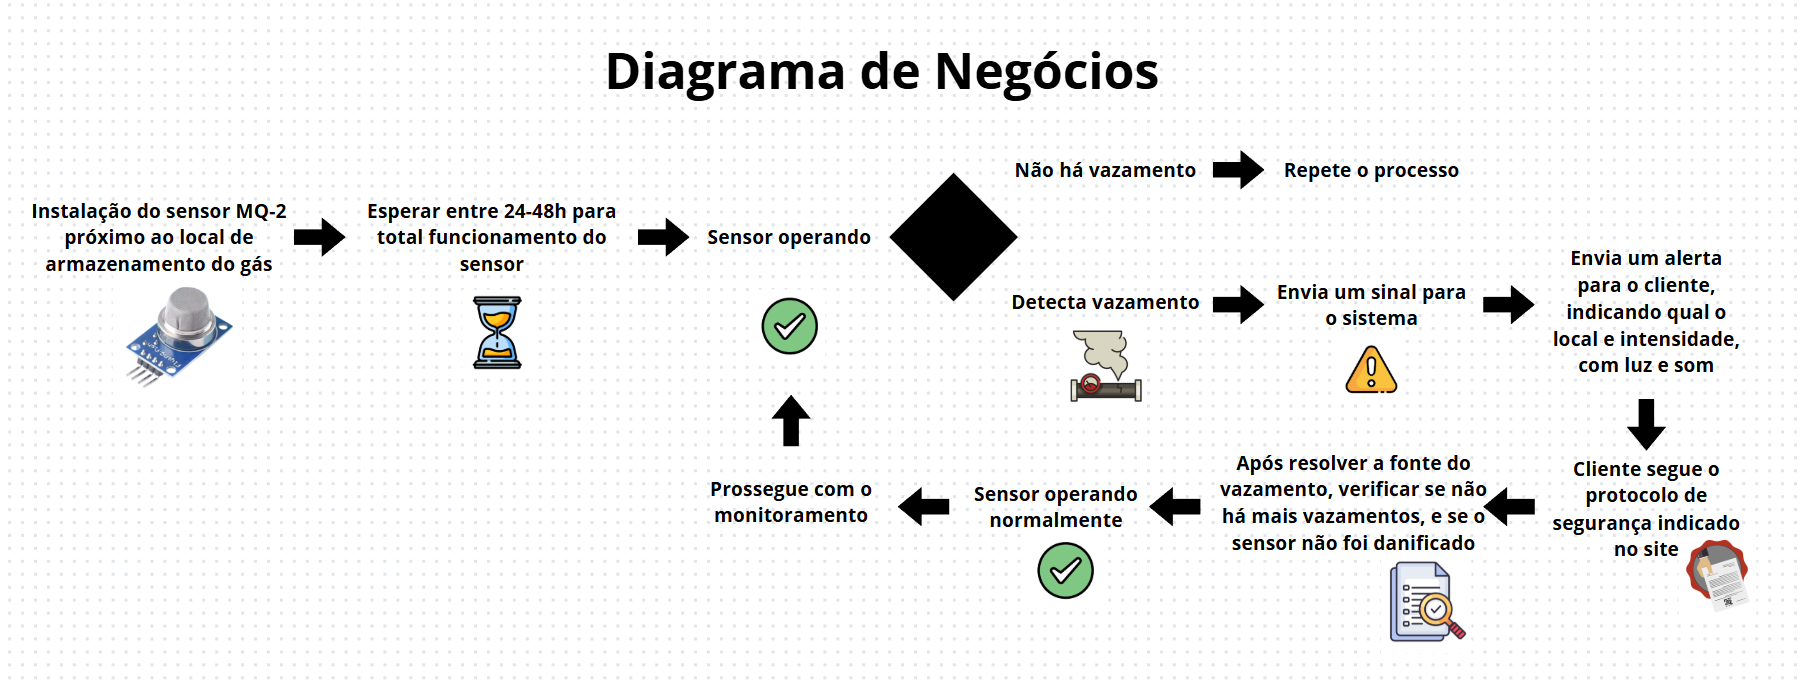 Diagrama de Negócios
Instalação do sensor MQ-2
próximo ao local de
armazenamento do gás
Esperar entre 24-48h para
total funcionamento do
sensor
Sensor operando
Não há vazamento
Repete o processo
Detecta vazamento
Envia um sinal para
o sistema
Envia um alerta
para o cliente,
indicando qual o
local e intensidade,
com luz e som
Cliente segue o
protocolo de
segurança indicado
no site
Após resolver a fonte do
vazamento, verificar se não
há mais vazamentos, e se o
sensor não foi danificado
Sensor operando
normalmente
Prossegue com o
monitoramento